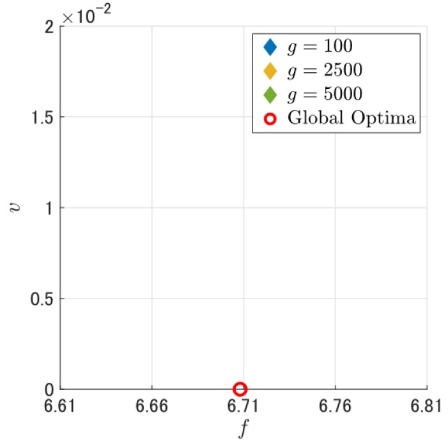 ×10⁻²
2
1.5
1
0.5
0
v
6.61 6.66 6.71 6.76 6.81
f
g = 100
g = 2500
g = 5000
Global Optima